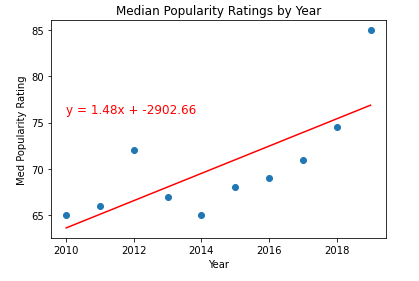 Median Popularity Ratings by Year
85
80
y = 1.48x + -2902.66
75
70
65
Med Popularity Rating
2010 2012 2014 2016 2018
Year